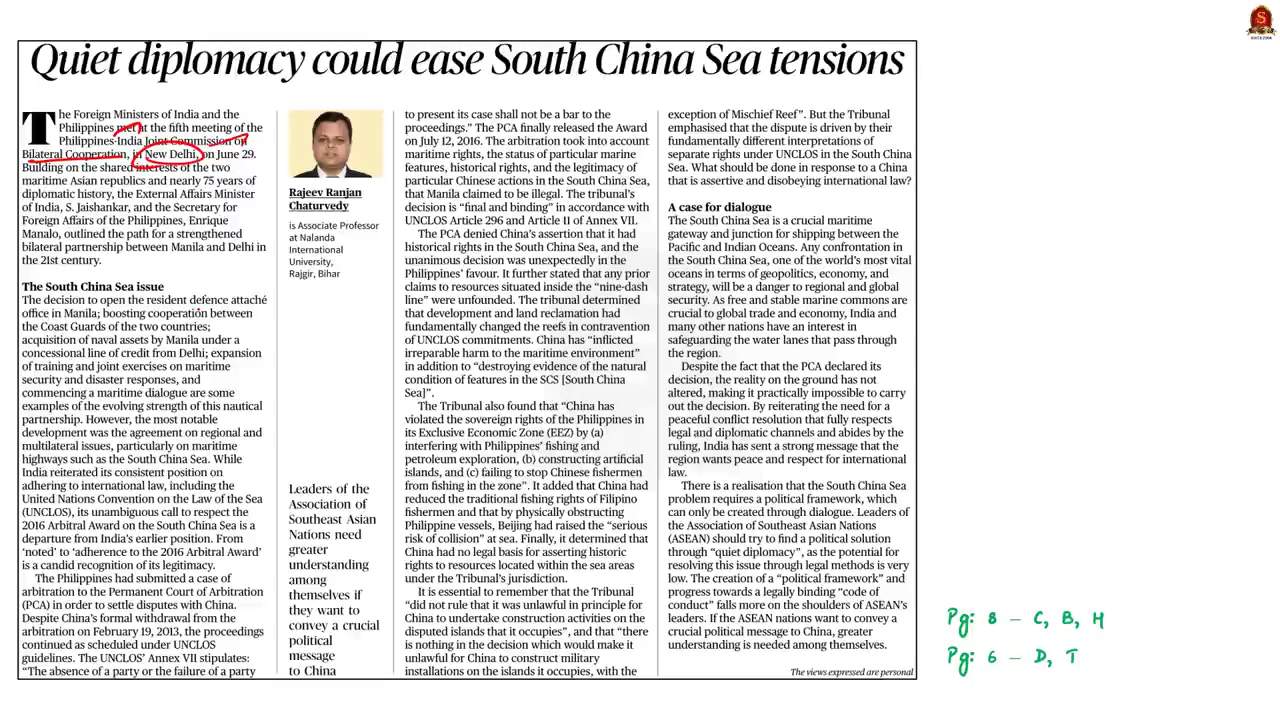 Quiet diplomacy could ease South China Sea tensions
The Foreign Ministers of India and the
Philippines met at the fifth meeting of the
Philippines-India Joint Commission on
Bilateral Cooperation, in New Delhi, on June 29.
Building on the shared interests of the two
maritime Asian republics and nearly 75 years of
diplomatic history, the External Affairs Minister
of India, S. Jaishankar, and the Secretary for
Foreign Affairs of the Philippines, Enrique
Manalo, outlined the path for a strengthened
bilateral partnership between Manila and Delhi in
the 21st century.
The South China Sea issue
The decision to open the resident defence attaché
office in Manila; boosting cooperation between
the Coast Guards of the two countries;
acquisition of naval assets by Manila under a
concessional line of credit from Delhi; expansion
of training and joint exercises on maritime
security and disaster responses, and
commencing a maritime dialogue are some
examples of the evolving strength of this nautical
partnership. However, the most notable
development was the agreement on regional and
multilateral issues, particularly on maritime
highways such as the South China Sea. While
India reiterated its consistent position on
adhering to international law, including the
United Nations Convention on the Law of the Sea
(UNCLOS), its unambiguous call to respect the
2016 Arbitral Award on the South China Sea is a
departure from India's earlier position. From
'noted' to 'adherence to the 2016 Arbitral Award'
is a candid recognition of its legitimacy.
The Philippines had submitted a case of
arbitration to the Permanent Court of Arbitration
(PCA) in order to settle disputes with China.
Despite China's formal withdrawal from the
arbitration on February 19, 2013, the proceedings
continued as scheduled under UNCLOS
guidelines. The UNCLOS' Annex VII stipulates:
"The absence of a party or the failure of a party
Rajeev Ranjan
Chaturvedy
is Associate Professor
at Nalanda
International
University,
Rajgir, Bihar
Leaders of the
Association of
Southeast Asian
Nations need
greater
understanding
among
themselves if
they want to
convey a crucial
political
message
to China
to present its case shall not be a bar to the
proceedings." The PCA finally released the Award
on July 12, 2016. The arbitration took into account
maritime rights, the status of particular marine
features, historical rights, and the legitimacy of
particular Chinese actions in the South China Sea,
that Manila claimed to be illegal. The tribunal's
decision is "final and binding" in accordance with
UNCLOS Article 296 and Article 11 of Annex VII.
The PCA denied China's assertion that it had
historical rights in the South China Sea, and the
unanimous decision was unexpectedly in the
Philippines' favour. It further stated that any prior
claims to resources situated inside the "nine-dash
line" were unfounded. The tribunal determined
that development and land reclamation had
fundamentally changed the reefs in contravention
of UNCLOS commitments. China has "inflicted
irreparable harm to the maritime environment"
in addition to "destroying evidence of the natural
condition of features in the SCS [South China
Sea]".
The Tribunal also found that "China has
violated the sovereign rights of the Philippines in
its Exclusive Economic Zone (EEZ) by (a)
interfering with Philippines' fishing and
petroleum exploration, (b) constructing artificial
islands, and (c) failing to stop Chinese fishermen
from fishing in the zone". It added that China had
reduced the traditional fishing rights of Filipino
fishermen and that by physically obstructing
Philippine vessels, Beijing had raised the "serious
risk of collision" at sea. Finally, it determined that
China had no legal basis for asserting historic
rights to resources located within the sea areas
under the Tribunal's jurisdiction.
It is essential to remember that the Tribunal
"did not rule that it was unlawful in principle for
China to undertake construction activities on the
disputed islands that it occupies", and that "there
is nothing in the decision which would make it
unlawful for China to construct military
installations on the islands it occupies, with the
exception of Mischief Reef". But the Tribunal
emphasised that the dispute is driven by their
fundamentally different interpretations of
separate rights under UNCLOS in the South China
Sea. What should be done in response to a China
that is assertive and disobeying international law?
A case for dialogue
The South China Sea is a crucial maritime
gateway and junction for shipping between the
Pacific and Indian Oceans. Any confrontation in
the South China Sea, one of the world's most vital
oceans in terms of geopolitics, economy, and
strategy, will be a danger to regional and global
security. As free and stable marine commons are
crucial to global trade and economy, India and
many other nations have an interest in
safeguarding the water lanes that pass through
the region.
Despite the fact that the PCA declared its
decision, the reality on the ground has not
altered, making it practically impossible to carry
out the decision. By reiterating the need for a
peaceful conflict resolution that fully respects
legal and diplomatic channels and abides by the
ruling, India has sent a strong message that the
region wants peace and respect for international
law.
There is a realisation that the South China Sea
problem requires a political framework, which
can only be created through dialogue. Leaders of
the Association of Southeast Asian Nations
(ASEAN) should try to find a political solution
through "quiet diplomacy", as the potential for
resolving this issue through legal methods is very
low. The creation of a "political framework" and
progress towards a legally binding "code of
conduct" falls more on the shoulders of ASEAN's
leaders. If the ASEAN nations want to convey a
crucial political message to China, greater
understanding is needed among themselves.
The views expressed are personal
Pg: 8 - C, B, H
Pg: 6 - D, T